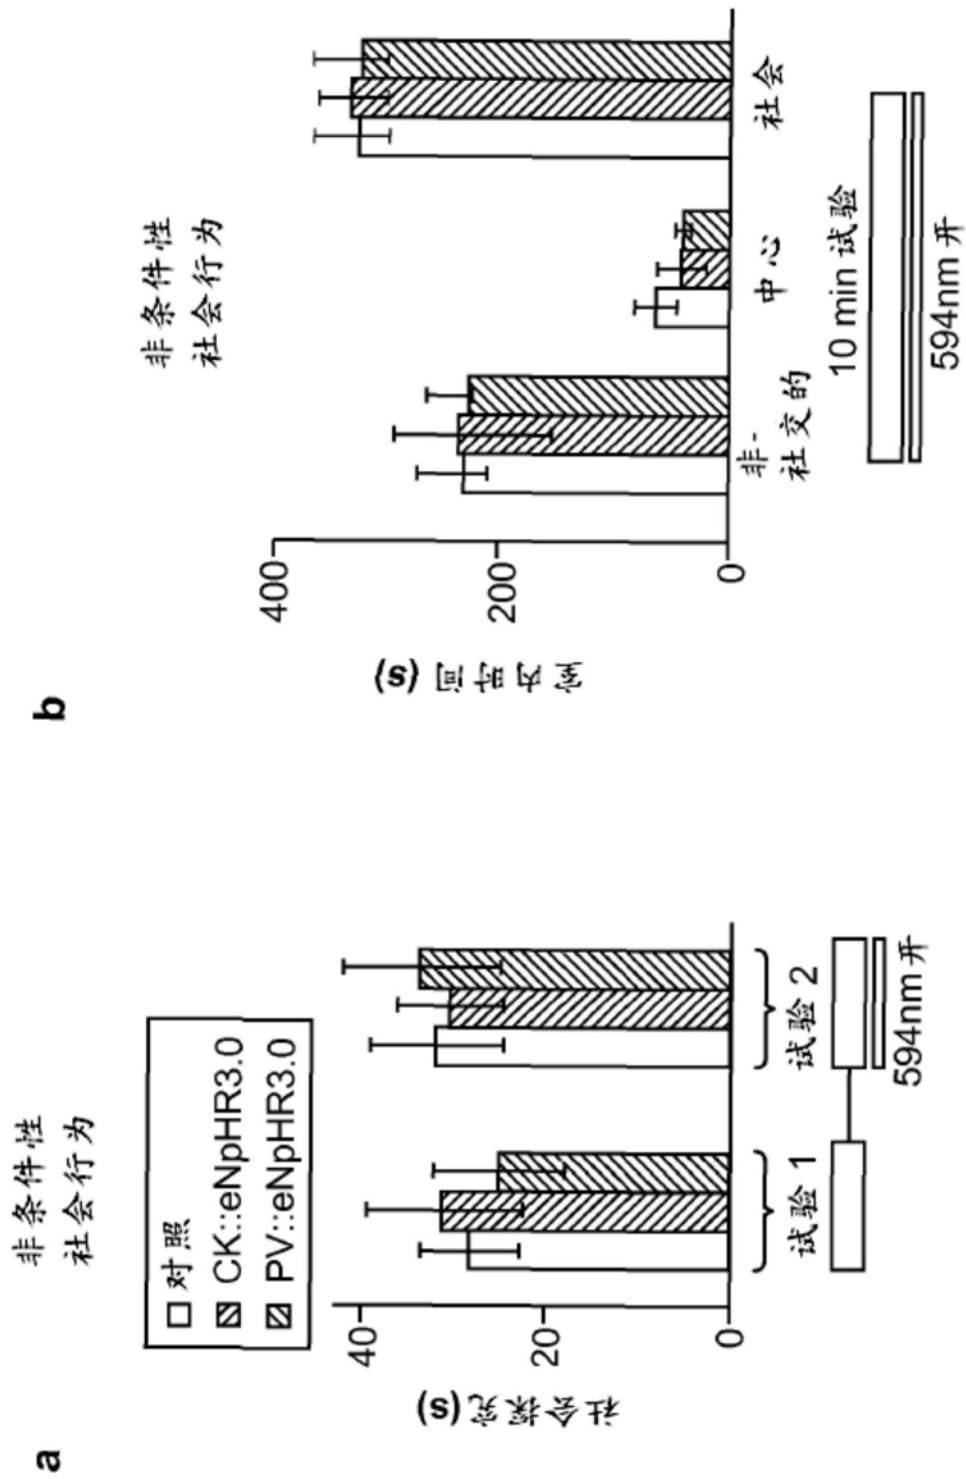 a
非条件性
社会行为
对照
CK::eNpHR3.0
PV::eNpHR3.0
社会探究(s)
40
20
0
试验 1
试验 2
594nm 开
b
非条件性
社会行为
室内时间 (s)
400
200
0
非-
社交的
中心
社会
10 min 试验
594nm 开